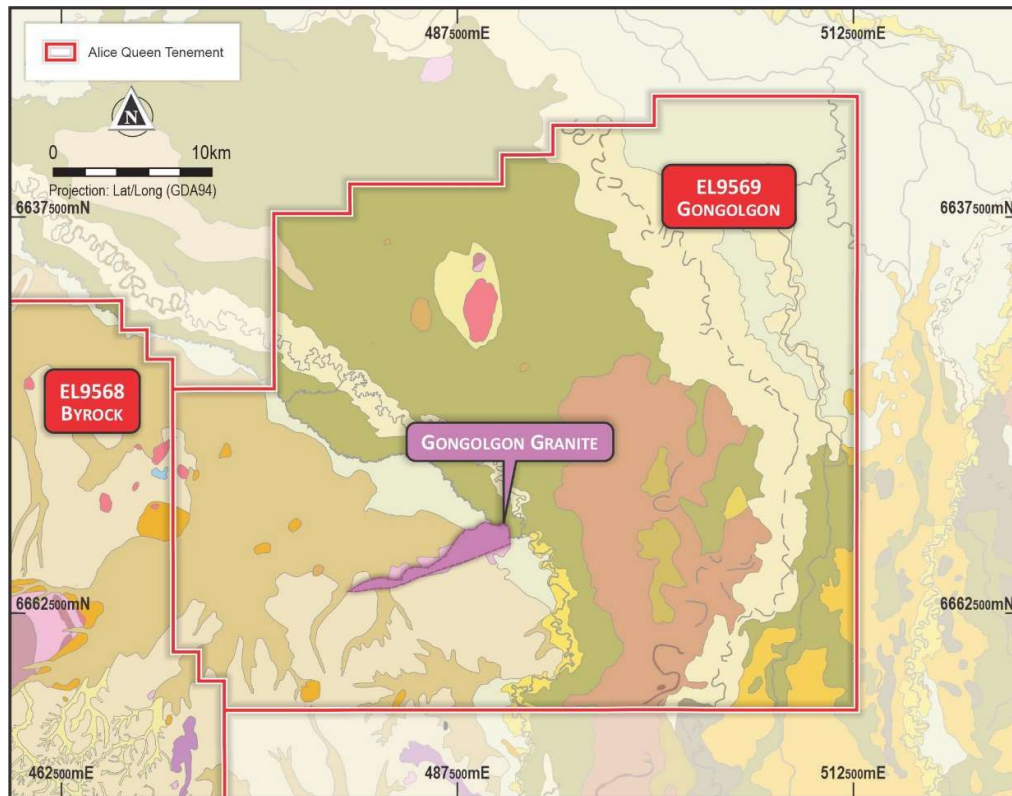 487500mE
512500mE
Alice Queen Tenement
N
0 10km
Projection: Lat/Long (GDA94)
6637500mN
6637500mN
EL9569
GONGOLGON
EL9568
BYROCK
GONGOLGON GRANITE
6662500mN
6662500mN
462500mE
487500mE
512500mE